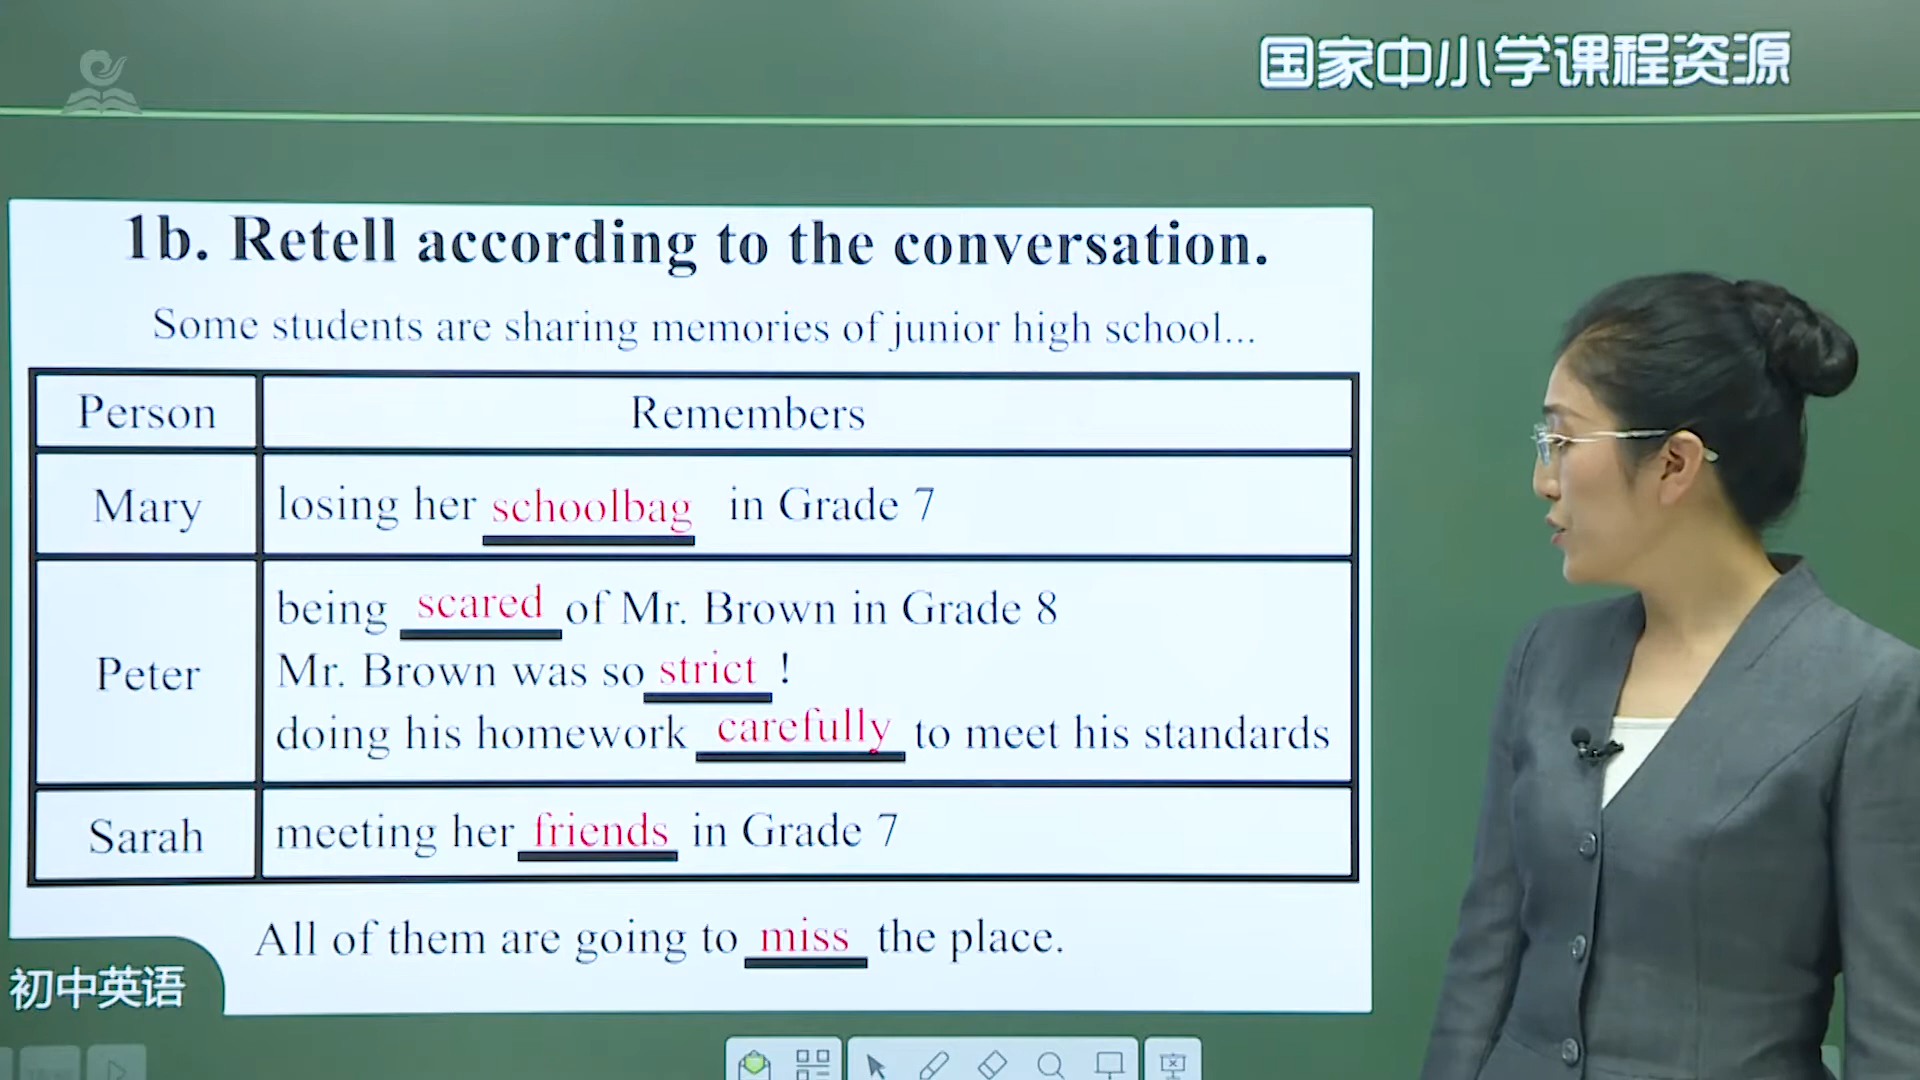 国家中小学课程资源
1b. Retell according to the conversation.
Some students are sharing memories of junior high school...
Person
Remembers
Mary
losing her schoolbag in Grade 7
Peter
being scared of Mr. Brown in Grade 8
Mr. Brown was so strict !
doing his homework carefully to meet his standards
Sarah
meeting her friends in Grade 7
All of them are going to miss the place.
初中英语